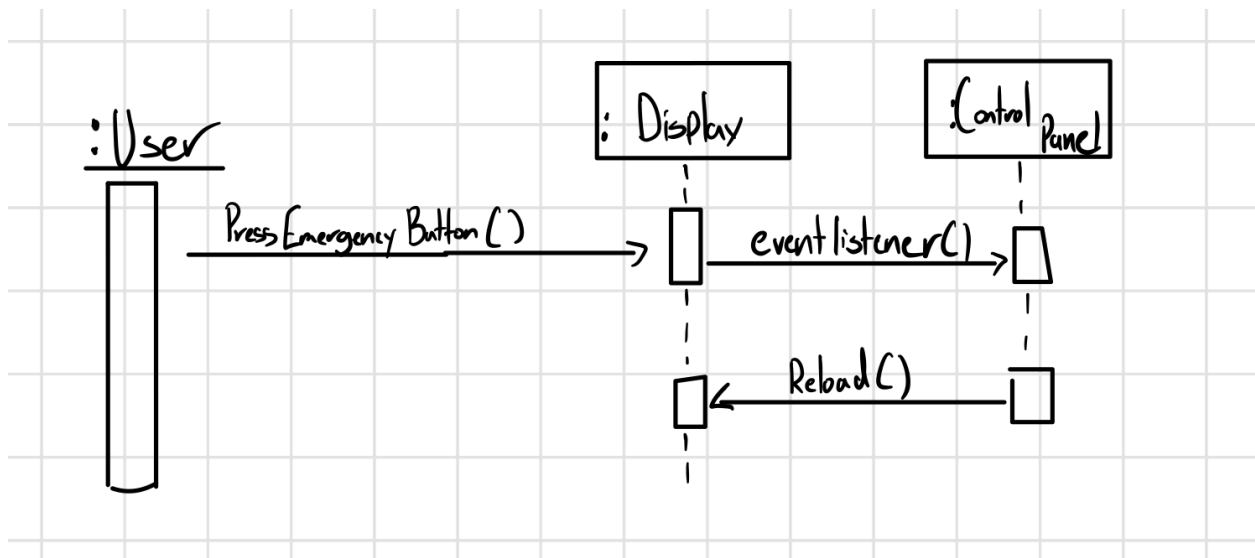 :User
: Display
:Control
Panel
Press Emergency Button()
eventlistener()
Reload()